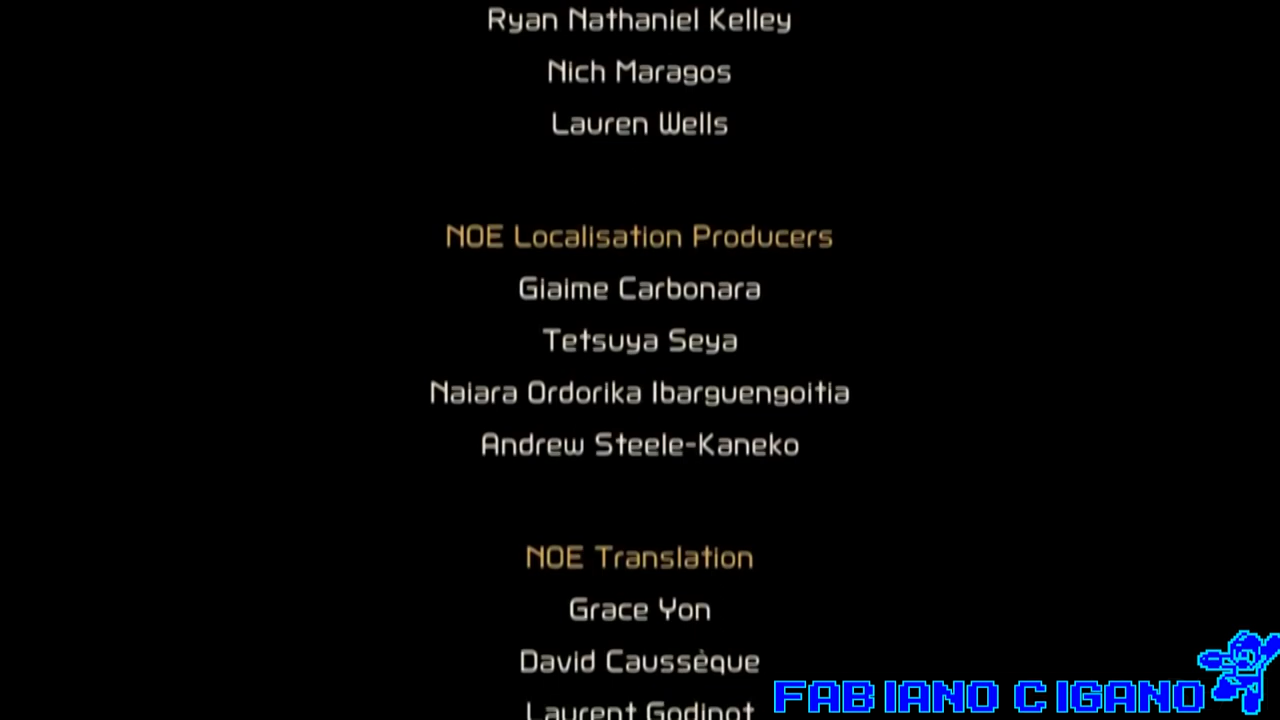 Ryan Nathaniel Kelley
Nich Maragos
Lauren Wells
NOE Localisation Producers
Giaime Carbonara
Tetsuya Seya
Naiara Ordorika Ibarguengoitia
Andrew Steele-Kaneko
NOE Translation
Grace Yon
David Caussèque
Laurent Godinot
FABIANO CIGANO